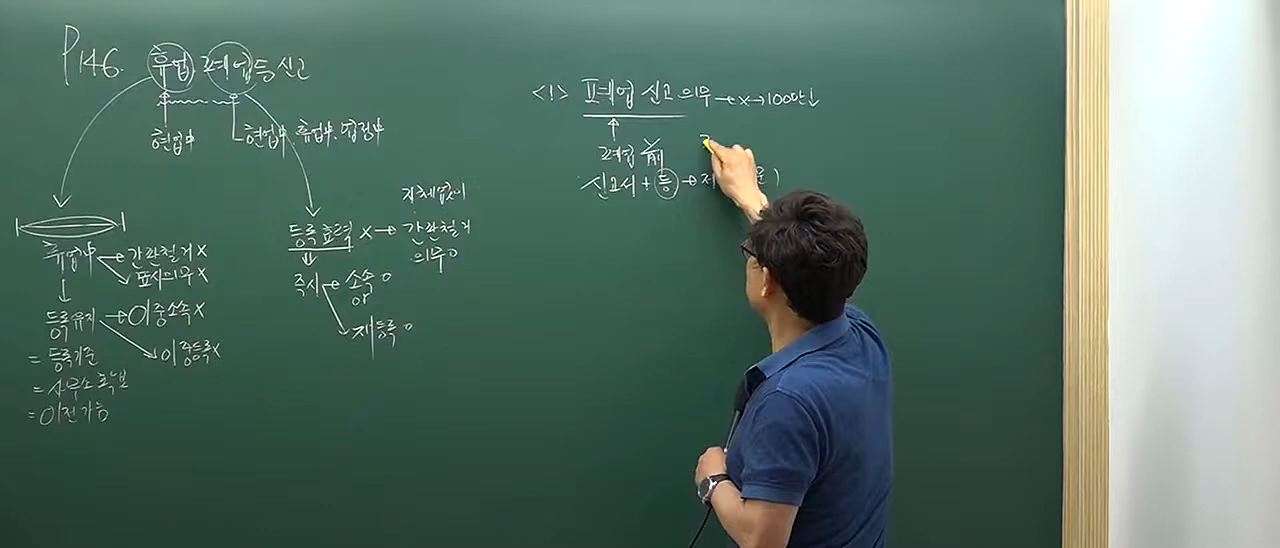 P146. 휴업, 폐업등 신고
현업中
현업中, 휴업中, 업정中
휴업中 → 간판철거 X
표시의무 X
등록유지 → 이중소속 X
이중등록 X
= 등록기준
= 사무소 확보
= 이전가능
등록효력 X → 간판철거
지체없이
의무 O
즉시 소속 O
or
재등록 O
<1> 폐업 신고 의무 → X → 100만↓
폐업 前
신고서 + 등 →